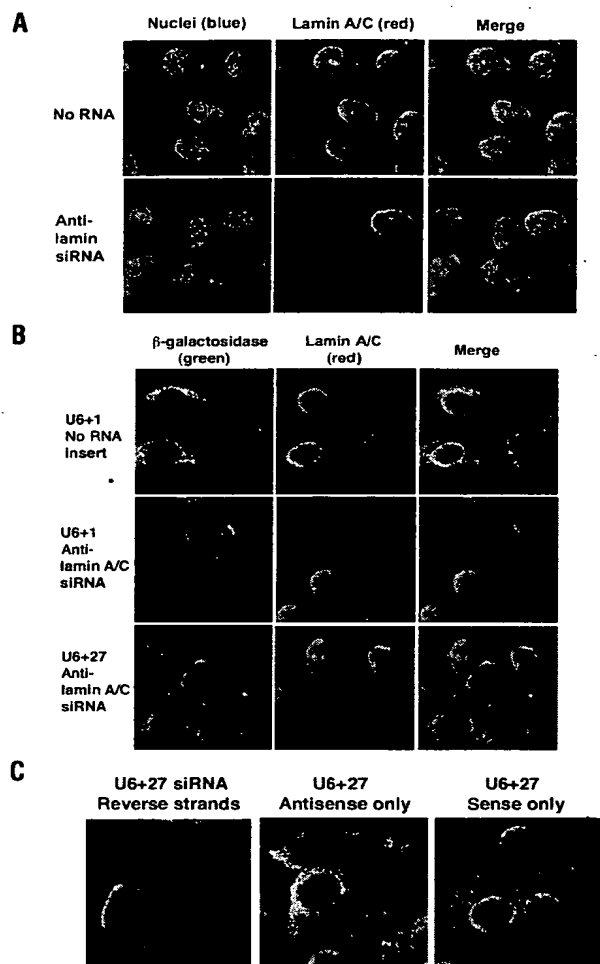 A
Nuclei (blue) Lamin A/C (red) Merge
No RNA
Anti-
lamin
siRNA
B
β-galactosidase
(green)
Lamin A/C
(red)
Merge
U6+1
No RNA
Insert
U6+1
Anti-
lamin A/C
siRNA
U6+27
Anti-
lamin A/C
siRNA
C
U6+27 siRNA
Reverse strands
U6+27
Antisense only
U6+27
Sense only